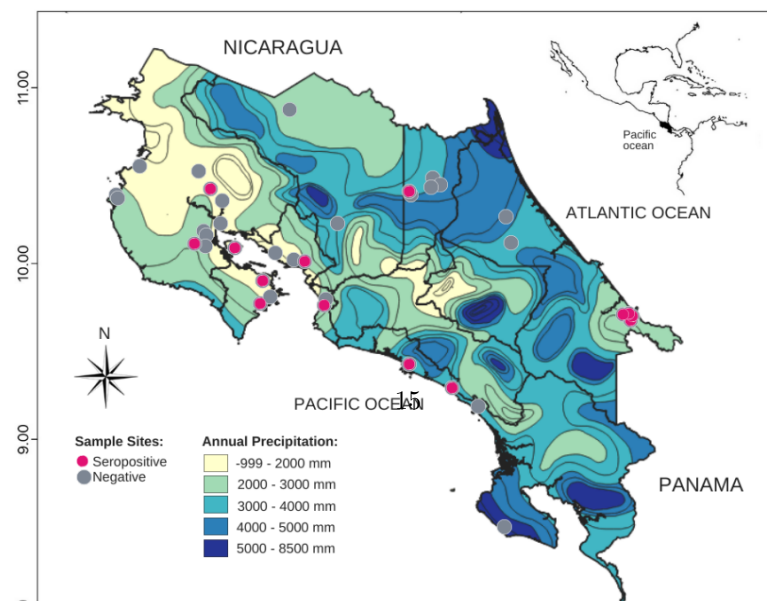 NICARAGUA
11.00
Pacific
ocean
ATLANTIC OCEAN
10.00
N
PACIFIC OCEAN
15
9.00
Sample Sites:
Seropositive
Negative
Annual Precipitation:
-999 - 2000 mm
2000 - 3000 mm
3000 - 4000 mm
4000 - 5000 mm
5000 - 8500 mm
PANAMA